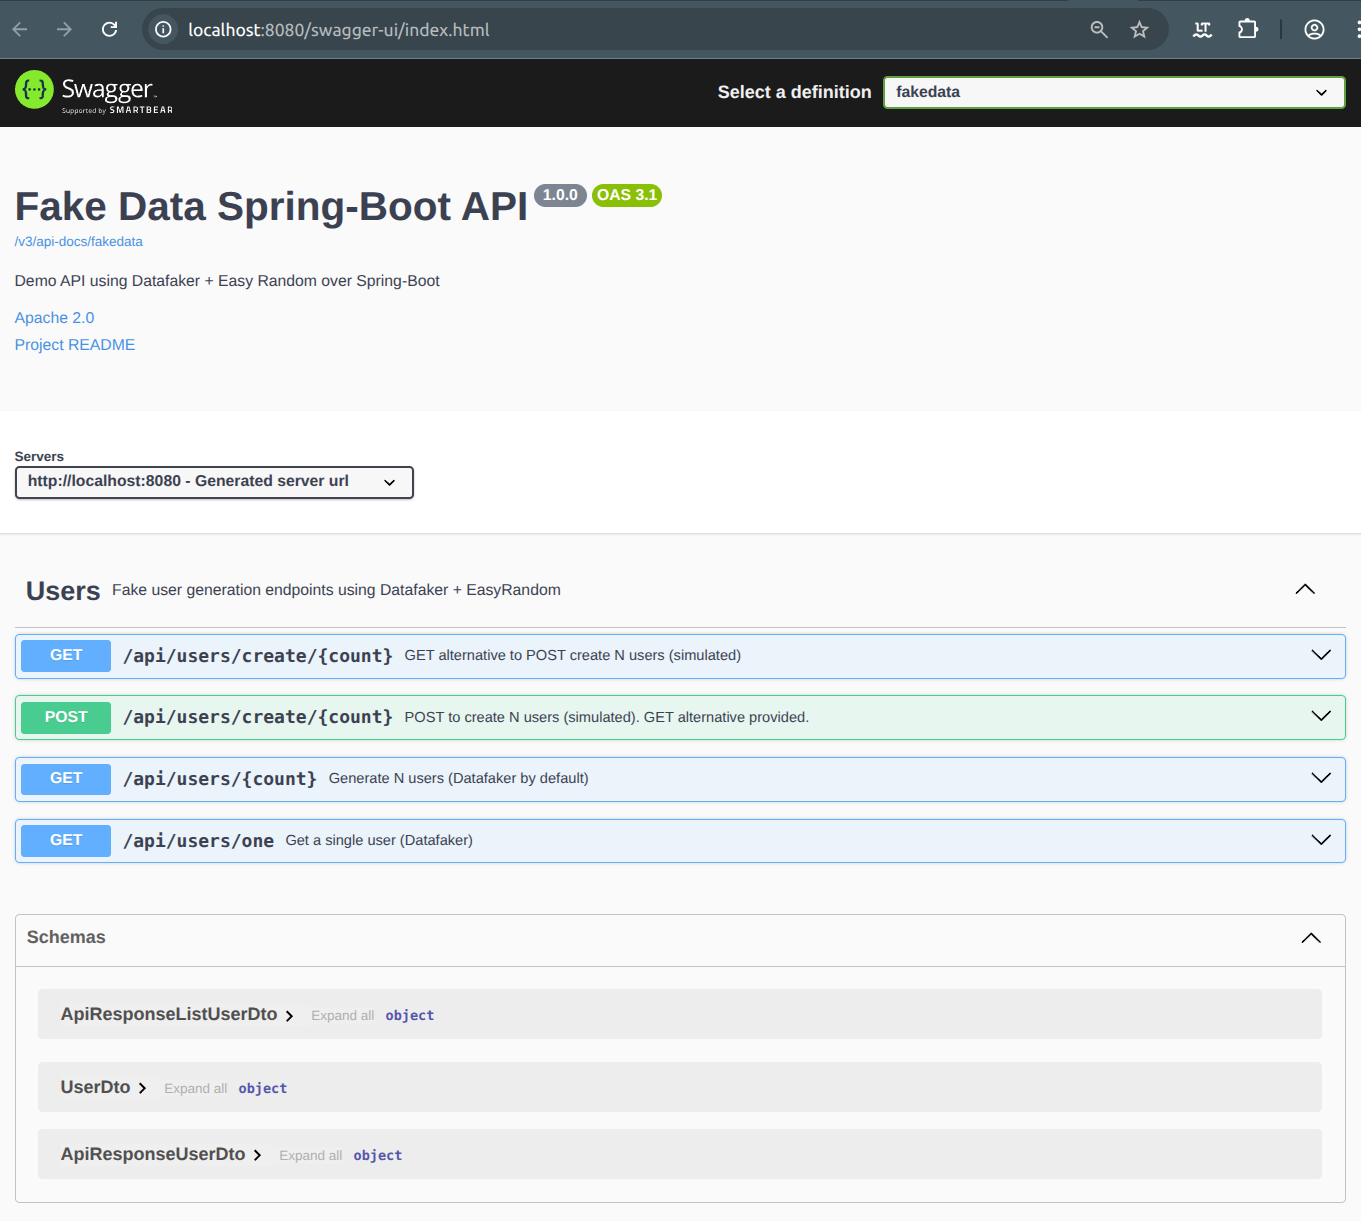 localhost:8080/swagger-ui/index.html
Swagger
Supported by SMARTBEAR
Select a definition
fakedata
Fake Data Spring-Boot API 1.0.0 OAS 3.1
/v3/api-docs/fakedata
Demo API using Datafaker + Easy Random over Spring-Boot
Apache 2.0
Project README
Servers
http://localhost:8080 - Generated server url
Users Fake user generation endpoints using Datafaker + EasyRandom
GET /api/users/create/{count} GET alternative to POST create N users (simulated)
POST /api/users/create/{count} POST to create N users (simulated). GET alternative provided.
GET /api/users/{count} Generate N users (Datafaker by default)
GET /api/users/one Get a single user (Datafaker)
Schemas
ApiResponseListUserDto Expand all object
UserDto Expand all object
ApiResponseUserDto Expand all object